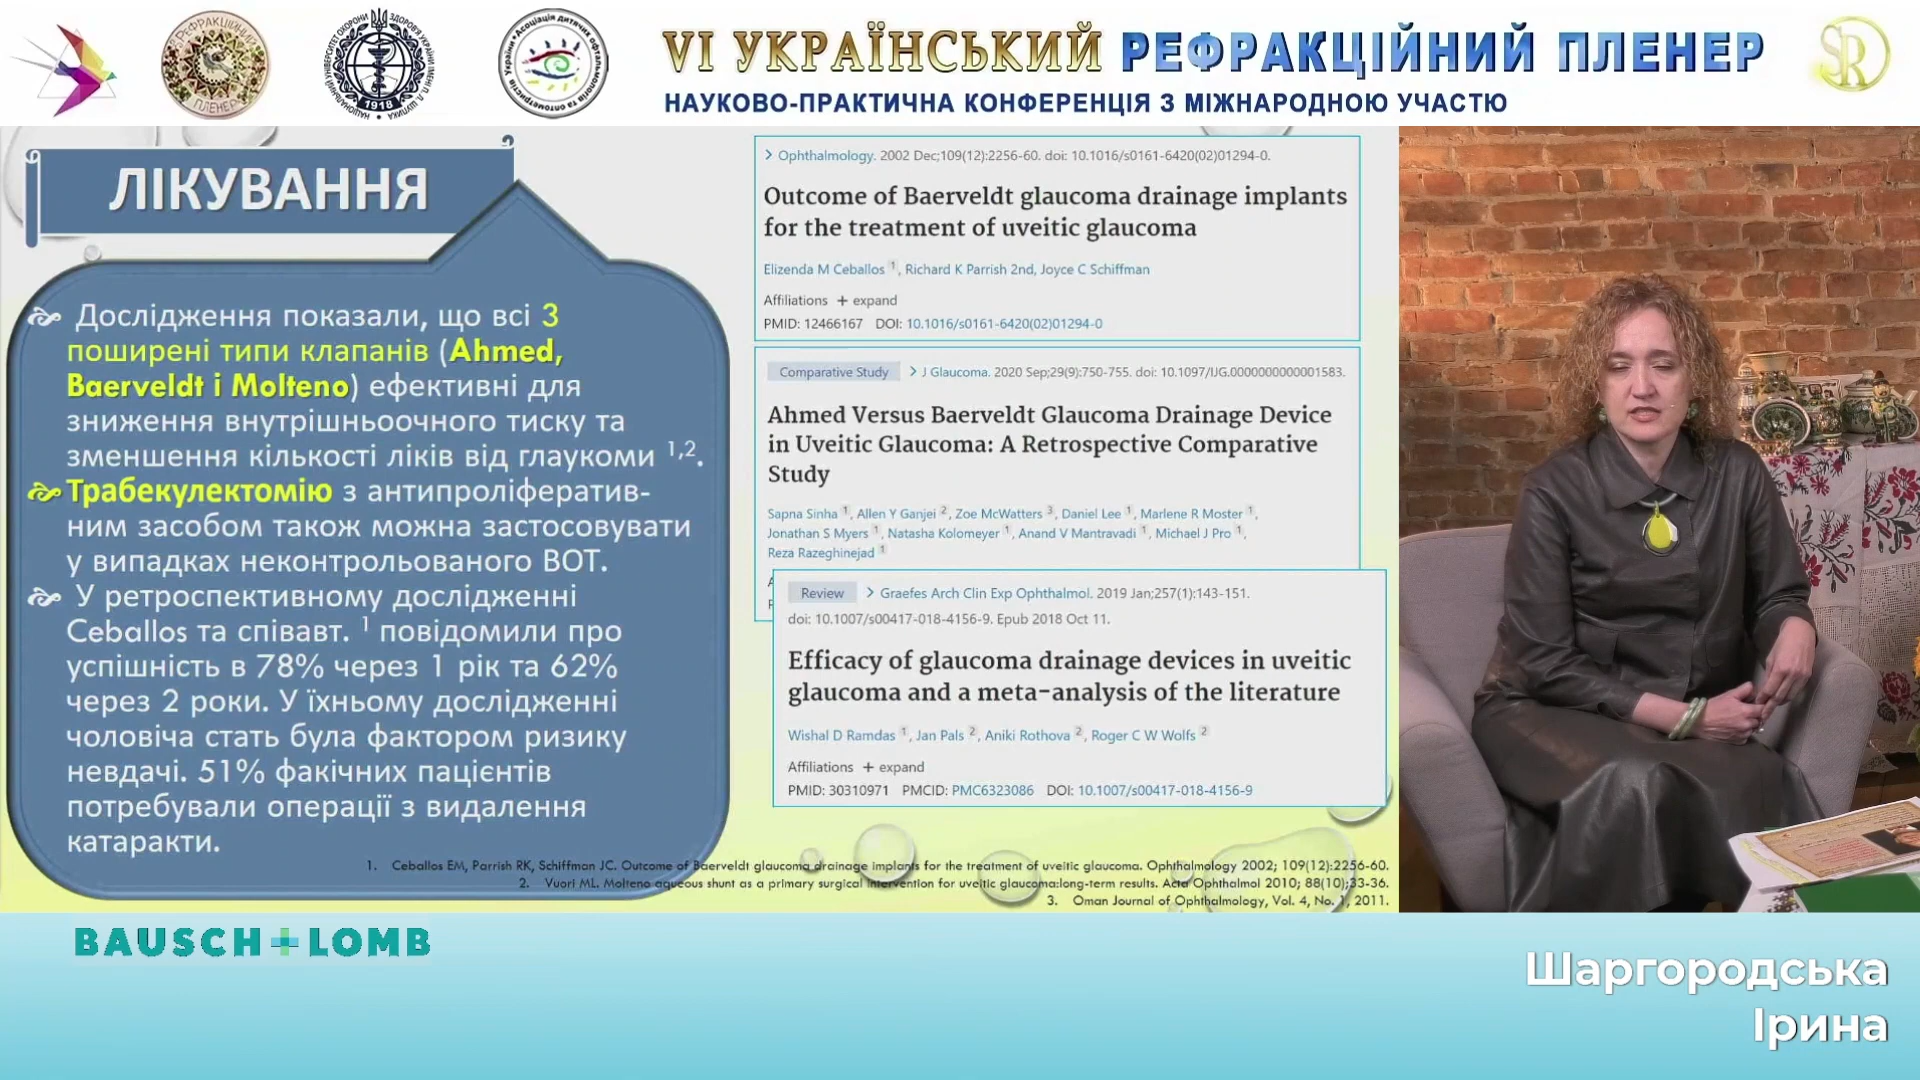 VI УКРАЇНСЬКИЙ РЕФРАКЦІЙНИЙ ПЛЕНЕР
НАУКОВО-ПРАКТИЧНА КОНФЕРЕНЦІЯ З МІЖНАРОДНОЮ УЧАСТЮ
1918
SR
ЛІКУВАННЯ
Дослідження показали, що всі 3
поширені типи клапанів (Ahmed,
Baerveldt і Molteno) ефективні для
зниження внутрішньоочного тиску та
зменшення кількості ліків від глаукоми 1,2.
Трабекулектомію з антипроліфератив-
ним засобом також можна застосовувати
у випадках неконтрольованого ВОТ.
У ретроспективному дослідженні
Ceballos та співавт. 1 повідомили про
успішність в 78% через 1 рік та 62%
через 2 роки. У їхньому дослідженні
чоловіча стать була фактором ризику
невдачі. 51% факічних пацієнтів
потребували операції з видалення
катаракти.
Ophthalmology. 2002 Dec;109(12):2256-60. doi: 10.1016/s0161-6420(02)01294-0.
Outcome of Baerveldt glaucoma drainage implants
for the treatment of uveitic glaucoma
Elizenda M Ceballos 1, Richard K Parrish 2nd, Joyce C Schiffman
Affiliations + expand
PMID: 12466167 DOI: 10.1016/s0161-6420(02)01294-0
Comparative Study > J Glaucoma. 2020 Sep;29(9):750-755. doi: 10.1097/IJG.0000000000001583.
Ahmed Versus Baerveldt Glaucoma Drainage Device
in Uveitic Glaucoma: A Retrospective Comparative
Study
Sapna Sinha 1, Allen Y Ganjei 2, Zoe McWatters 3, Daniel Lee 1, Marlene R Moster 1,
Jonathan S Myers 1, Natasha Kolomeyer 1, Anand V Mantravadi 1, Michael J Pro 1,
Reza Razeghinejad 1
Review > Graefes Arch Clin Exp Ophthalmol. 2019 Jan;257(1):143-151.
doi: 10.1007/s00417-018-4156-9. Epub 2018 Oct 11.
Efficacy of glaucoma drainage devices in uveitic
glaucoma and a meta-analysis of the literature
Wishal D Ramdas 1, Jan Pals 2, Aniki Rothova 2, Roger C W Wolfs 2
Affiliations + expand
PMID: 30310971 PMCID: PMC6323086 DOI: 10.1007/s00417-018-4156-9
1. Ceballos EM, Parrish RK, Schiffman JC. Outcome of Baerveldt glaucoma drainage implants for the treatment of uveitic glaucoma. Ophthalmology 2002; 109(12):2256-60.
2. Vuori ML. Molteno aqueous shunt as a primary surgical intervention for uveitic glaucoma:long-term results. Acta Ophthalmol 2010; 88(10);33-36.
3. Oman Journal of Ophthalmology, Vol. 4, No. 1, 2011.
BAUSCH+LOMB
Шаргородська
Ірина